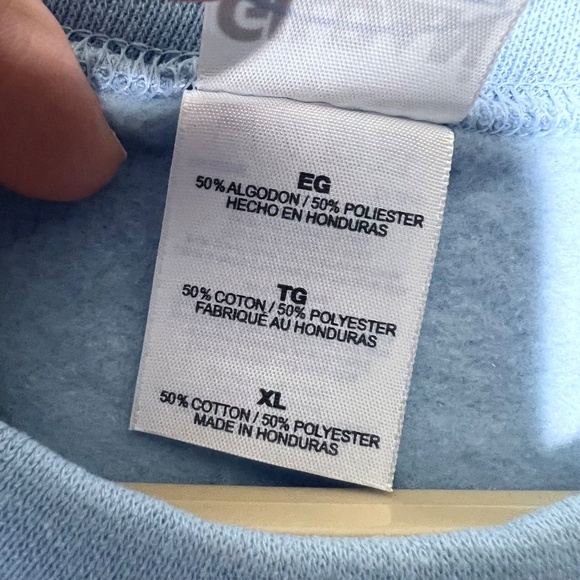 EG
50% ALGODON / 50% POLIESTER
HECHO EN HONDURAS
TG
50% COTON / 50% POLYESTER
FABRIQUÉ AU HONDURAS
XL
50% COTTON / 50% POLYESTER
MADE IN HONDURAS